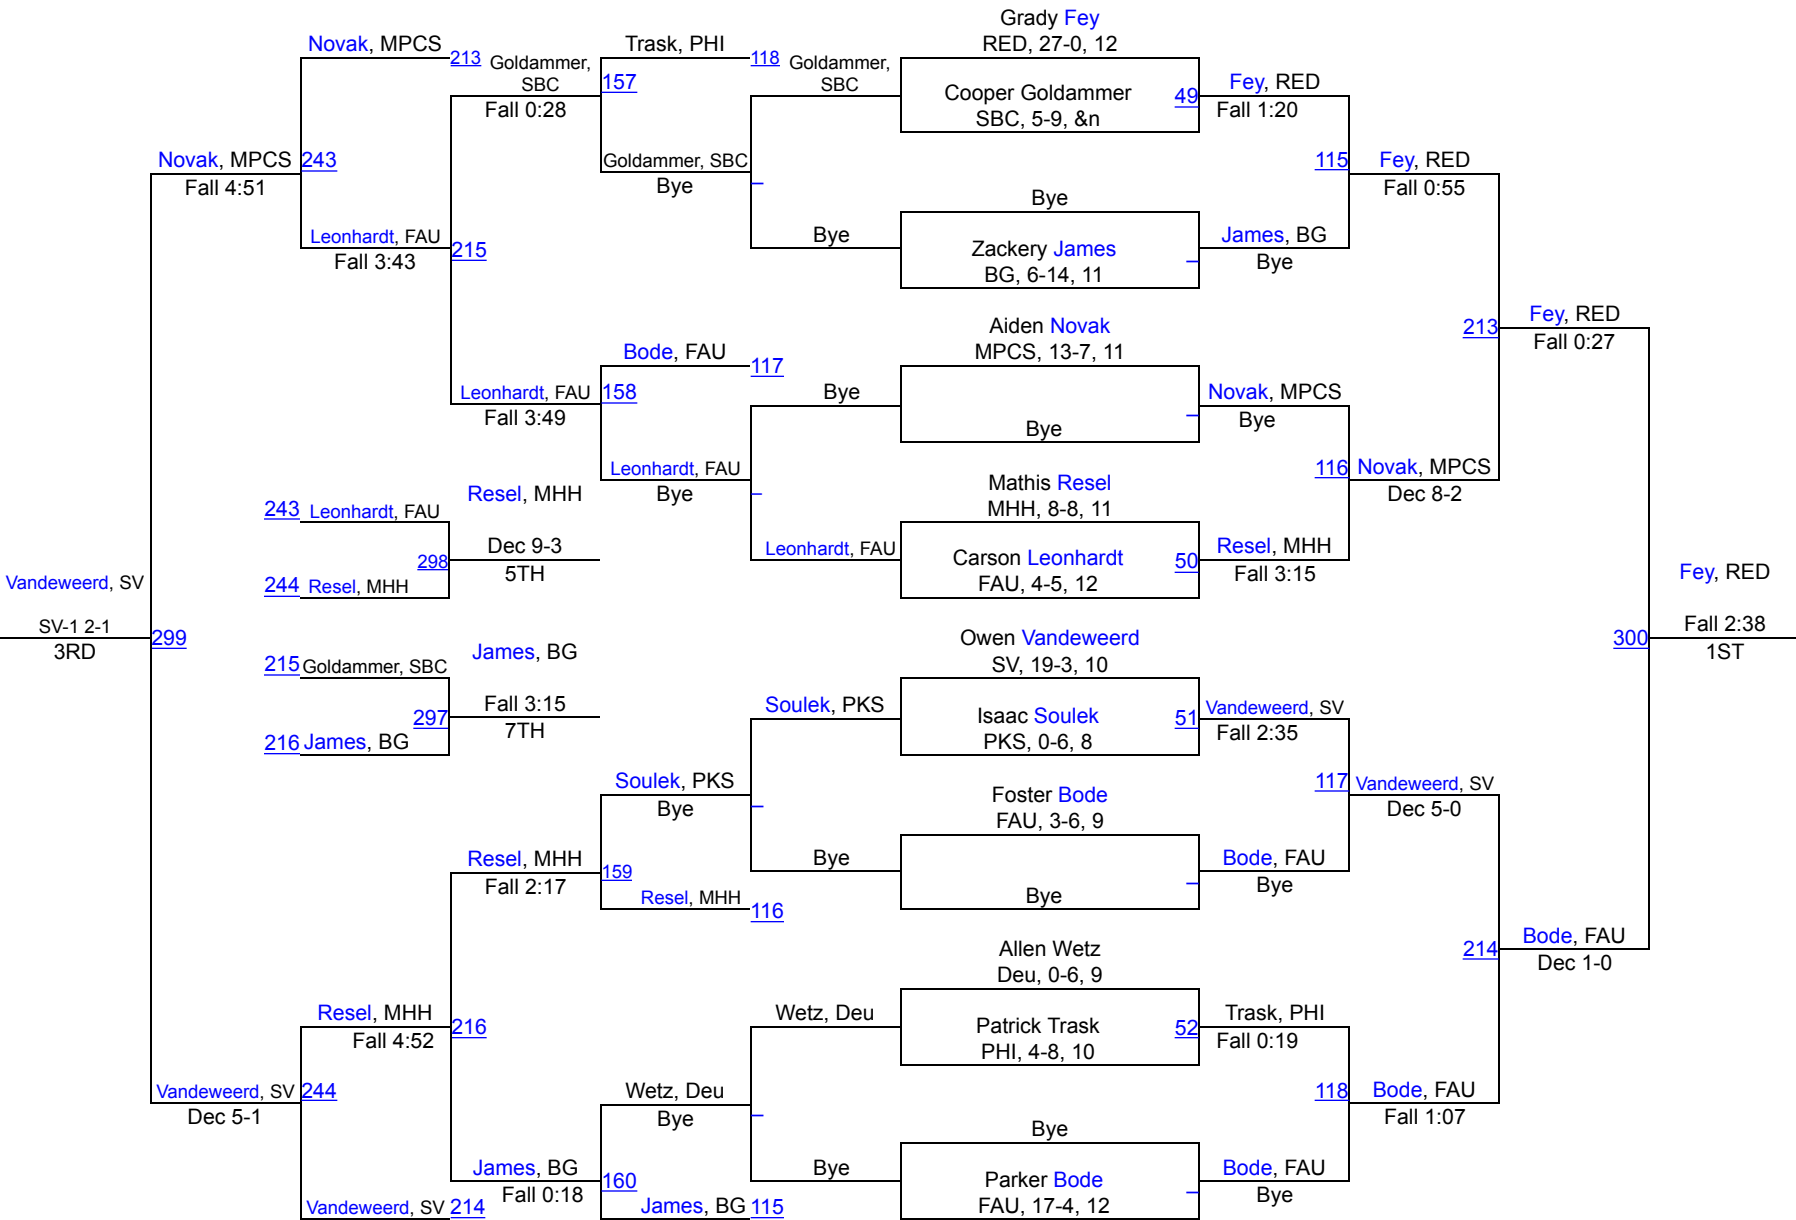 Grady Fey
RED, 27-0, 12
Novak, MPCS
213
Goldammer,
SBC
Fall 0:28
Trask, PHI
118
157
Goldammer,
SBC
Cooper Goldammer
SBC, 5-9, &n
49
Fey, RED
Fall 1:20
Novak, MPCS
Fall 4:51
243
Goldammer, SBC
Bye
115
Fey, RED
Fall 0:55
Leonhardt, FAU
Fall 3:43
215
Bye
Bye
Zackery James
BG, 6-14, 11
James, BG
Bye
Aiden Novak
MPCS, 13-7, 11
213
Fey, RED
Fall 0:27
Bode, FAU
117
Leonhardt, FAU
Fall 3:49
158
Bye
Bye
Novak, MPCS
Bye
Leonhardt, FAU
Bye
116
Novak, MPCS
Dec 8-2
Mathis Resel
MHH, 8-8, 11
243
Leonhardt, FAU
Resel, MHH
298
Dec 9-3
5TH
244
Resel, MHH
Leonhardt, FAU
Carson Leonhardt
FAU, 4-5, 12
50
Resel, MHH
Fall 3:15
Vandeweerd, SV
SV-1 2-1
3RD
299
Fey, RED
300
Fall 2:38
1ST
Owen Vandeweerd
SV, 19-3, 10
215
Goldammer, SBC
James, BG
297
Fall 3:15
7TH
216
James, BG
Soulek, PKS
Isaac Soulek
PKS, 0-6, 8
51
Vandeweerd, SV
Fall 2:35
Soulek, PKS
Bye
117
Vandeweerd, SV
Dec 5-0
Foster Bode
FAU, 3-6, 9
Resel, MHH
Fall 2:17
159
Resel, MHH
116
Bye
Bye
Bode, FAU
Bye
214
Bode, FAU
Dec 1-0
Allen Wetz
Deu, 0-6, 9
Resel, MHH
Fall 4:52
216
Wetz, Deu
Patrick Trask
PHI, 4-8, 10
52
Trask, PHI
Fall 0:19
Vandeweerd, SV
Dec 5-1
244
Wetz, Deu
Bye
118
Bode, FAU
Fall 1:07
Bye
James, BG
Fall 0:18
160
James, BG
115
Bye
Parker Bode
FAU, 17-4, 12
Bode, FAU
Bye
Vandeweerd, SV
214